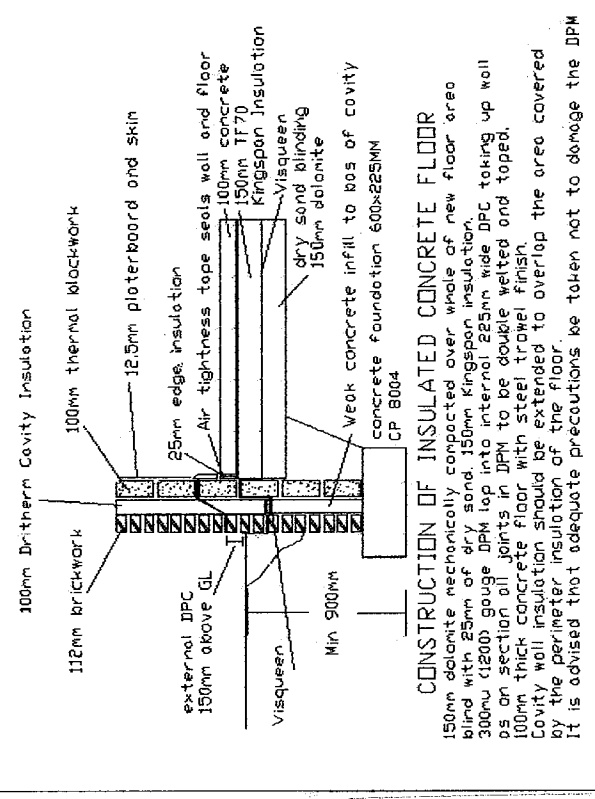 100mm Dritherm Cavity Insulation
112mm brickwork
100mm thermal blockwork
12.5mm platerboard and skim
external DPC
150mm above GL
25mm edge insulation
Air tightness tape seals wall and floor
100mm concrete
150mm TF70
Kingspan Insulation
Visqueen
dry sand blinding
150mm dolomite
Visqueen
Min 900MM
Weak concrete infill to bas of cavity
concrete foundation 600x225MM
CP 8004
CONSTRUCTION OF INSULATED CONCRETE FLOOR
150mm dolomite mechanically compacted over whole of new floor area
blind with 25mm of dry sand. 150mm Kingspan insulation.
300mu (1200) gauge DPM lap into internal 225mm wide DPC taking up wall
as on section all joints in DPM to be double welted and taped.
100mm thick concrete floor with steel trowel finish.
Cavity wall insulation should be extended to overlap the area covered
by the perimeter insulation of the floor.
It is advised that adequate precautions be taken not to damage the DPM